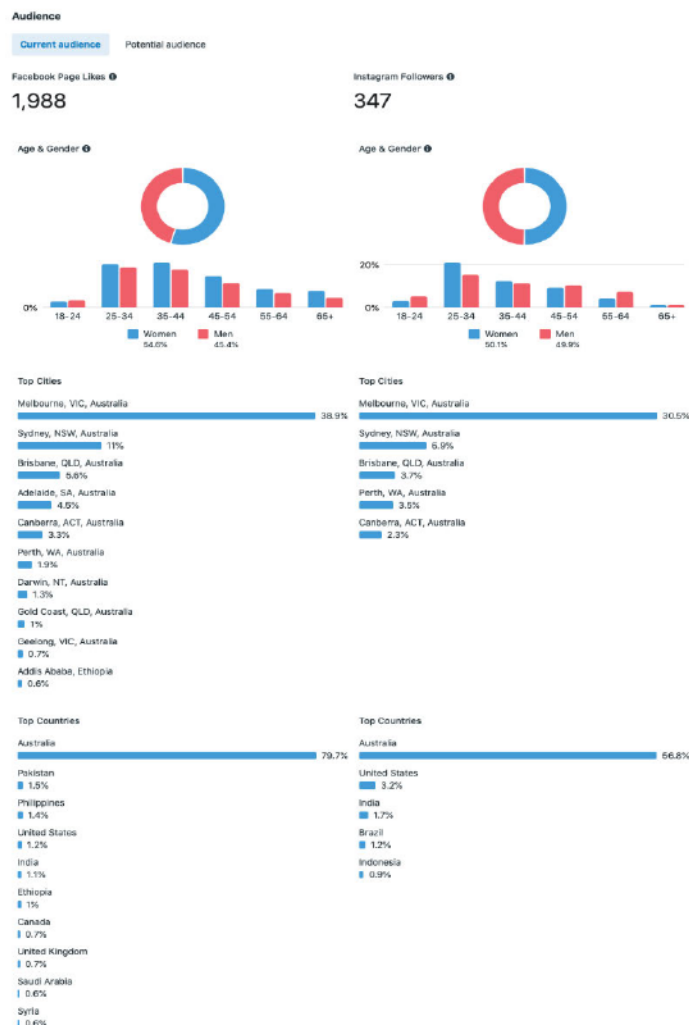 Audience
Current audience
Potential audience
Facebook Page Likes
Instagram Followers
1,988
347
Age & Gender
0%
18-24 25-34 35-44 45-54 55-64 65+
Women Men
54.6% 45.4%
Age & Gender
20%
0%
18-24 25-34 35-44 45-54 55-64 65+
Women Men
50.1% 49.9%
Top Cities
Melbourne, VIC, Australia
38.9%
Sydney, NSW, Australia
11%
Brisbane, QLD, Australia
5.6%
Adelaide, SA, Australia
4.5%
Canberra, ACT, Australia
3.3%
Perth, WA, Australia
1.9%
Darwin, NT, Australia
1.3%
Gold Coast, QLD, Australia
1%
Geelong, VIC, Australia
0.7%
Addis Ababa, Ethiopia
0.6%
Top Cities
Melbourne, VIC, Australia
30.5%
Sydney, NSW, Australia
6.9%
Brisbane, QLD, Australia
3.7%
Perth, WA, Australia
3.5%
Canberra, ACT, Australia
2.3%
Top Countries
Australia
79.7%
Pakistan
1.5%
Philippines
1.4%
United States
1.2%
India
1.1%
Ethiopia
1%
Canada
0.7%
United Kingdom
0.7%
Saudi Arabia
0.6%
Syria
0.6%
Top Countries
Australia
56.8%
United States
3.2%
India
1.7%
Brazil
1.2%
Indonesia
0.9%